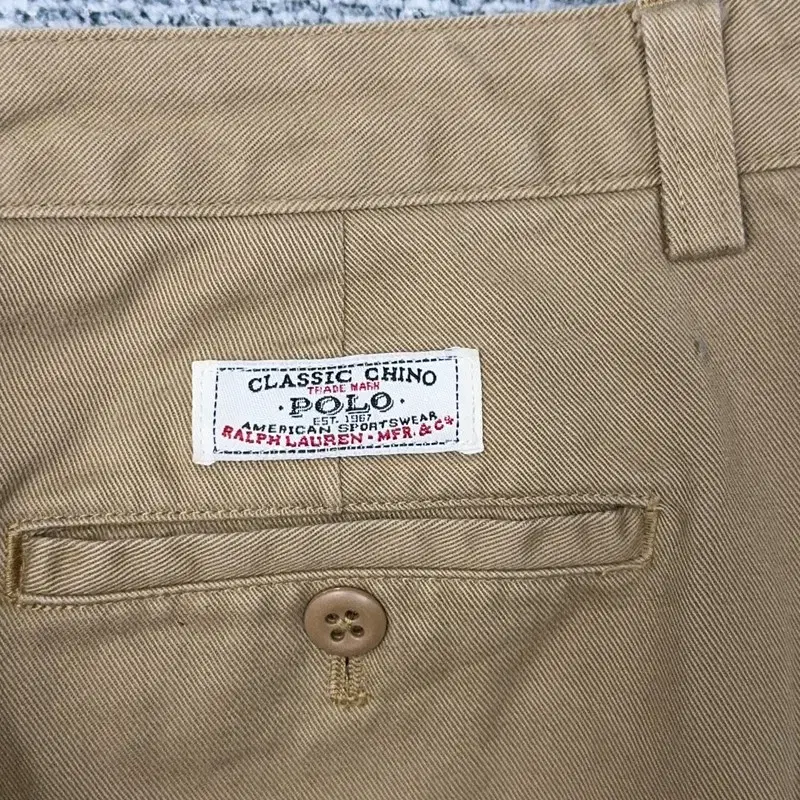 CLASSIC CHINO
TRADE MARK
· POLO ·
EST. 1967
AMERICAN SPORTSWEAR
RALPH LAUREN - MFR. & Co.